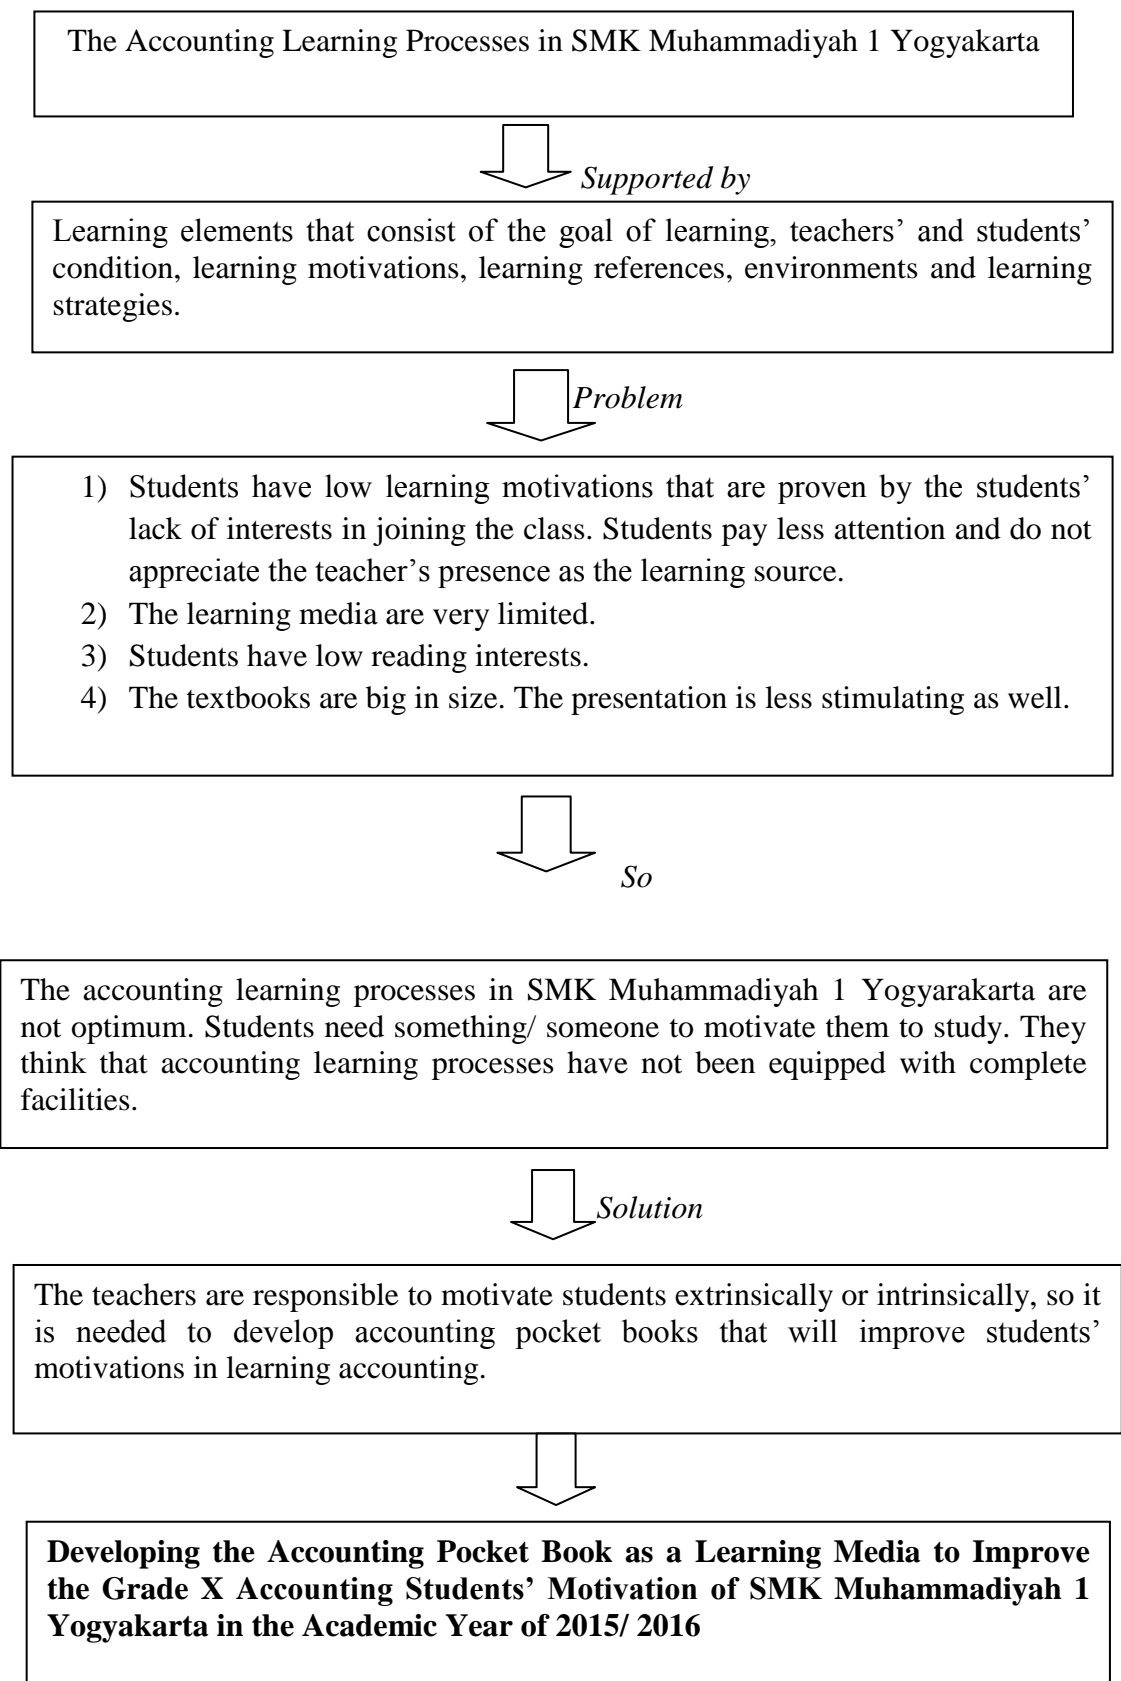 The Accounting Learning Processes in SMK Muhammadiyah 1 Yogyakarta
Supported by
Learning elements that consist of the goal of learning, teachers’ and students’
condition, learning motivations, learning references, environments and learning
strategies.
Problem
1) Students have low learning motivations that are proven by the students’
lack of interests in joining the class. Students pay less attention and do not
appreciate the teacher’s presence as the learning source.
2) The learning media are very limited.
3) Students have low reading interests.
4) The textbooks are big in size. The presentation is less stimulating as well.
So
The accounting learning processes in SMK Muhammadiyah 1 Yogyarakarta are
not optimum. Students need something/ someone to motivate them to study. They
think that accounting learning processes have not been equipped with complete
facilities.
Solution
The teachers are responsible to motivate students extrinsically or intrinsically, so it
is needed to develop accounting pocket books that will improve students’
motivations in learning accounting.
Developing the Accounting Pocket Book as a Learning Media to Improve
the Grade X Accounting Students’ Motivation of SMK Muhammadiyah 1
Yogyakarta in the Academic Year of 2015/ 2016